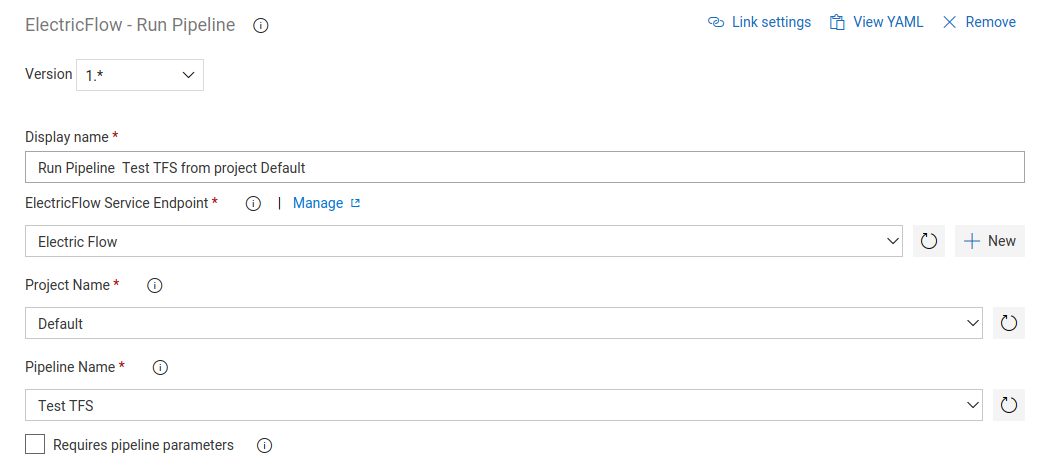 ElectricFlow - Run Pipeline
Link settings View YAML Remove
Version 1.*
Display name *
Run Pipeline  Test TFS from project Default
ElectricFlow Service Endpoint * | Manage
Electric Flow
New
Project Name *
Default
Pipeline Name *
Test TFS
Requires pipeline parameters